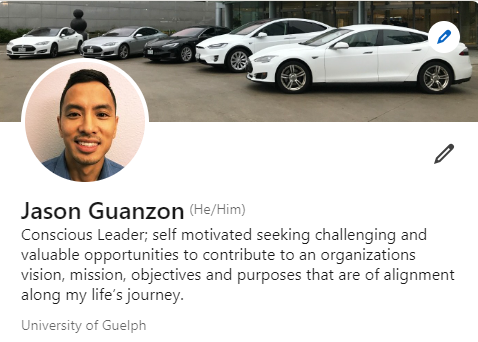 Jason Guanzon (He/Him)
Conscious Leader; self motivated seeking challenging and
valuable opportunities to contribute to an organizations
vision, mission, objectives and purposes that are of alignment
along my life's journey.
University of Guelph